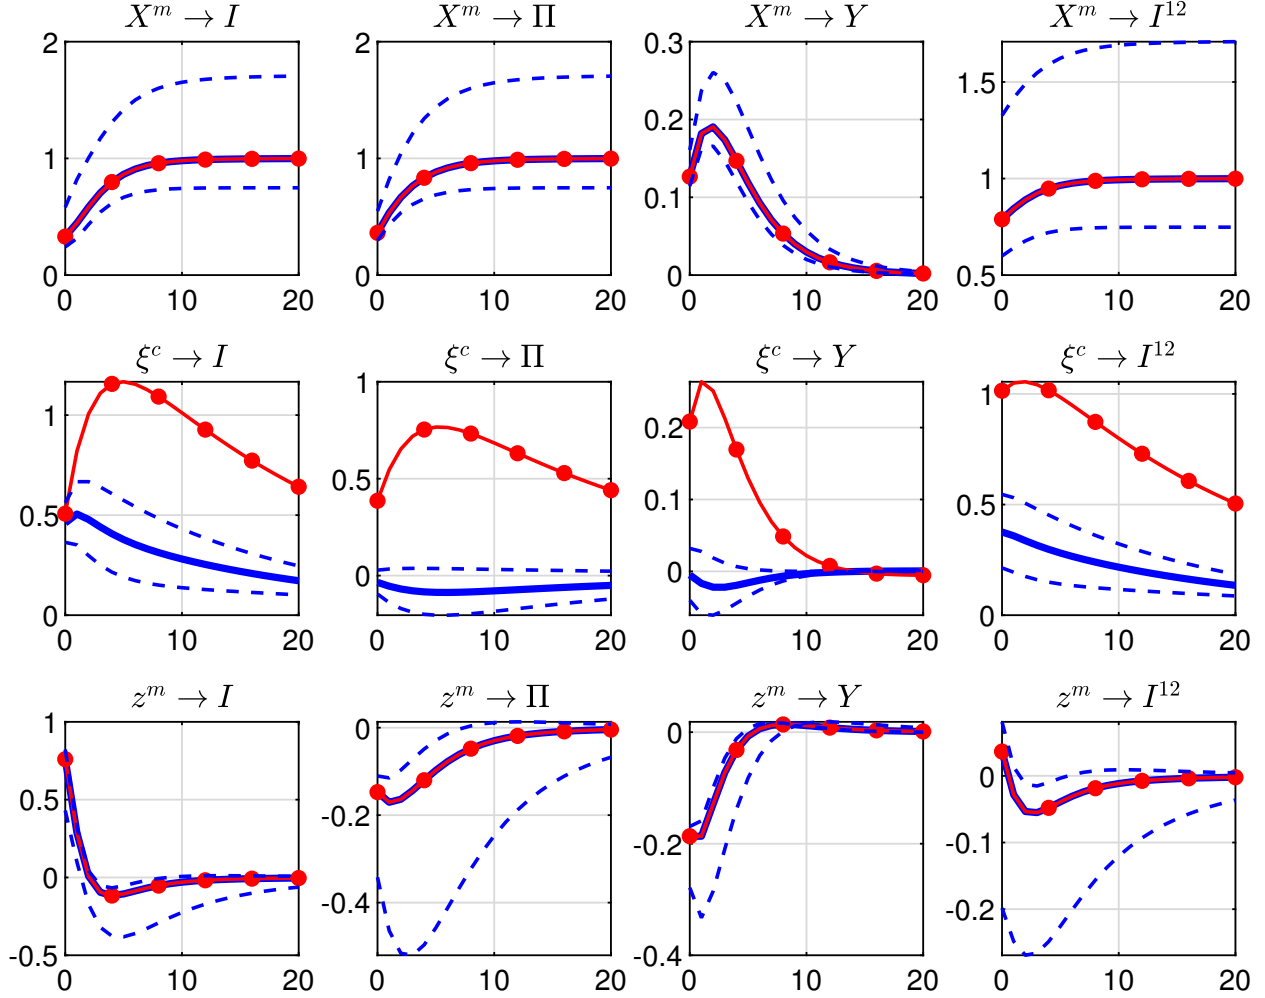 X^m → I
X^m → Π
X^m → Y
X^m → I^12
2
1
0
0 10 20
2
1
0
0 10 20
0.3
0.2
0.1
0
0 10 20
1.5
1
0.5
0 10 20
ξ^c → I
ξ^c → Π
ξ^c → Y
ξ^c → I^12
1
0.5
0
0 10 20
1
0.5
0
0 10 20
0.2
0.1
0
0 10 20
1
0.5
0
0 10 20
z^m → I
z^m → Π
z^m → Y
z^m → I^12
1
0.5
0
-0.5
0 10 20
0
-0.2
-0.4
0 10 20
0
-0.2
-0.4
0 10 20
0
-0.1
-0.2
0 10 20